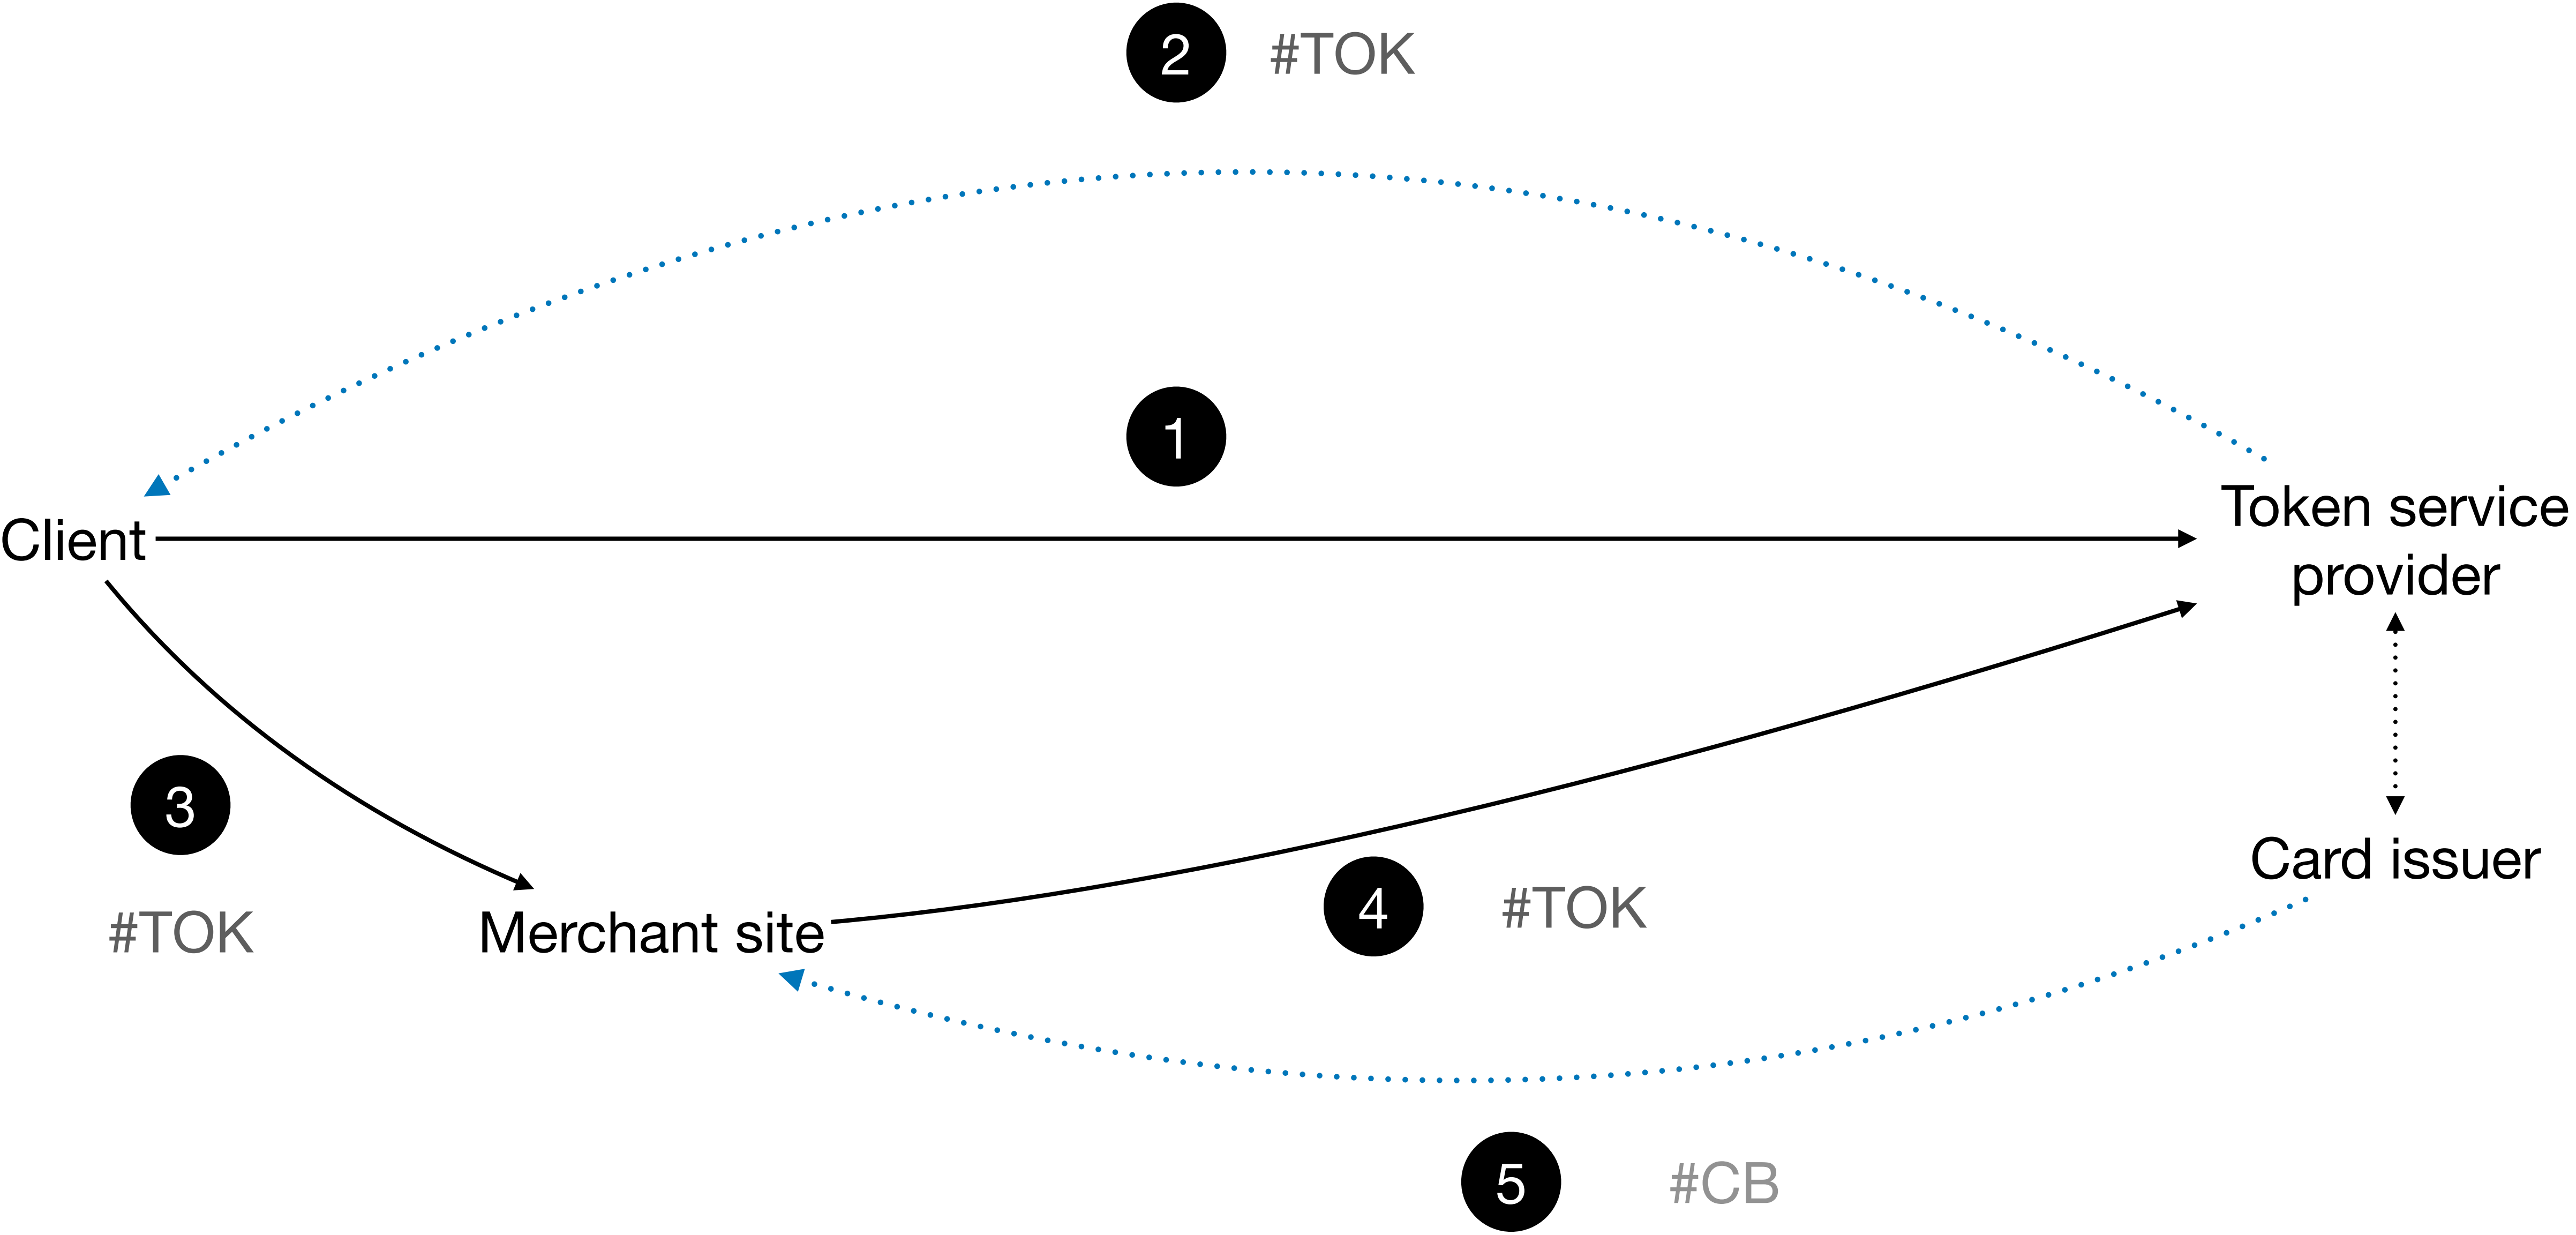 2 #TOK
1
Client
Token service
provider
3
#TOK
Merchant site
4 #TOK
Card issuer
5 #CB